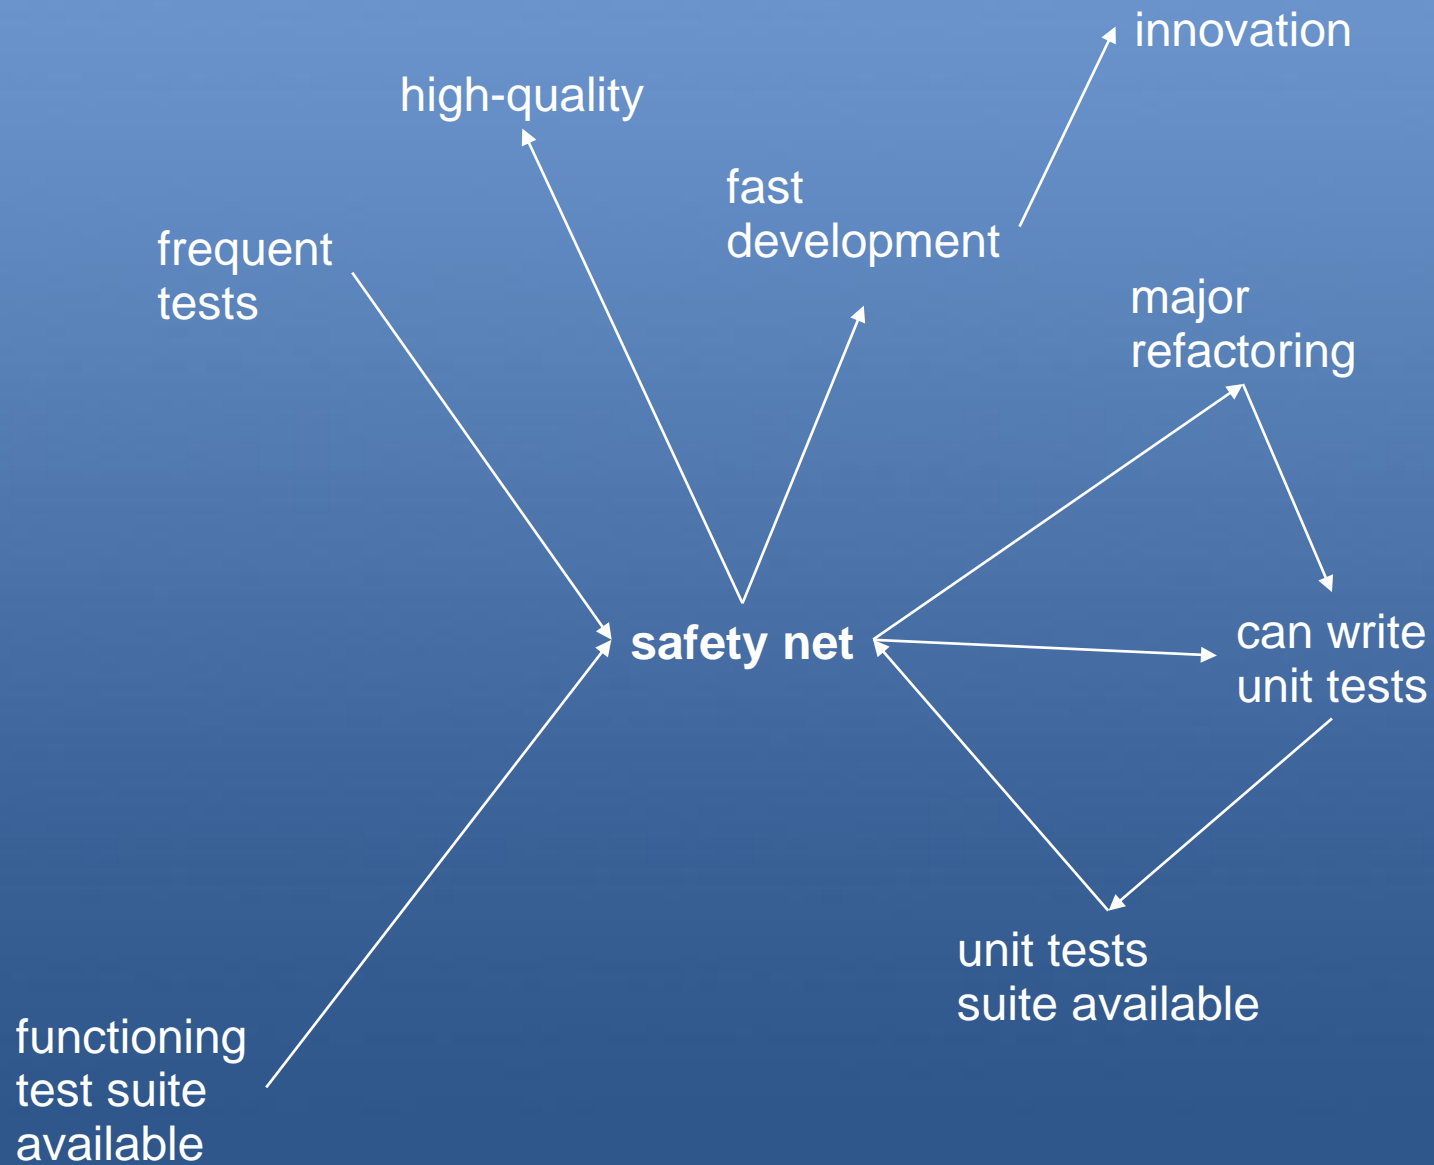 innovation
high-quality
fast
development
frequent
tests
major
refactoring
safety net
can write
unit tests
unit tests
suite available
functioning
test suite
available